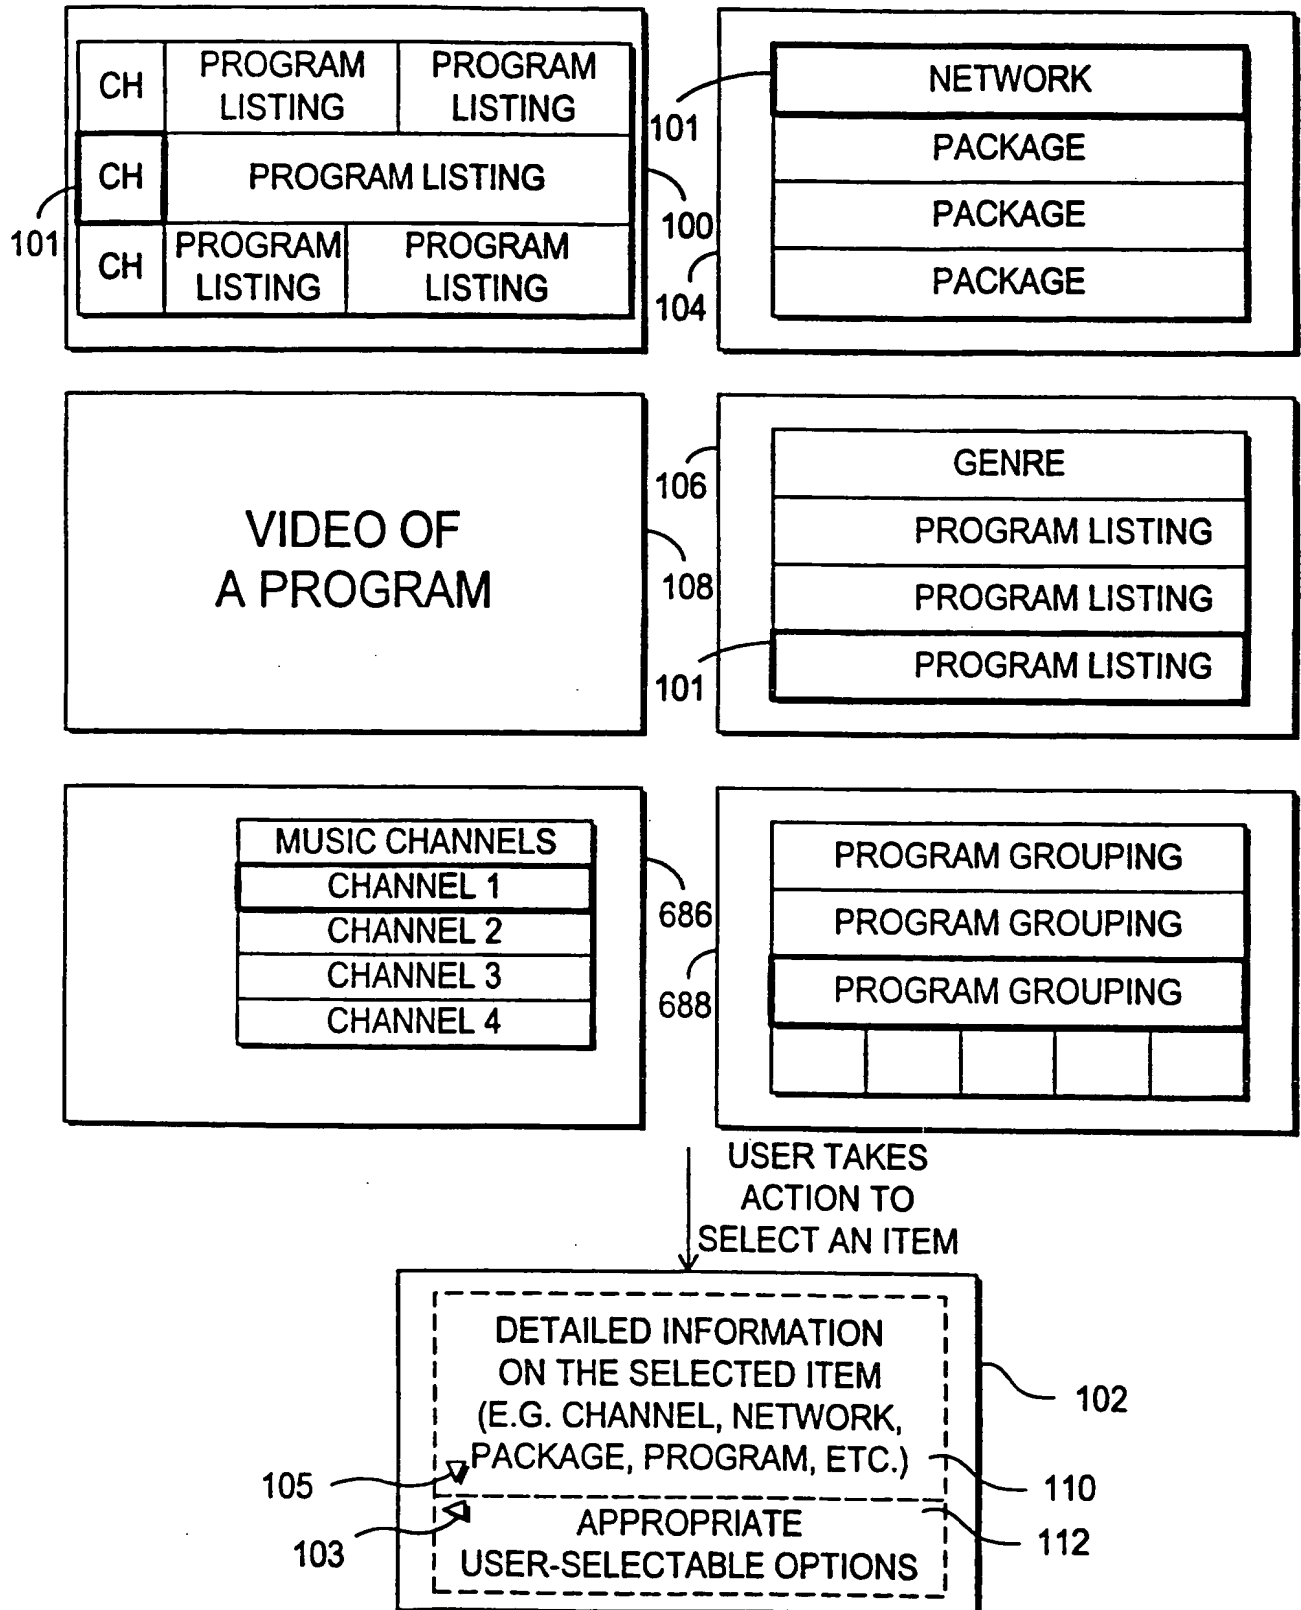 CH
PROGRAM
LISTING
PROGRAM
LISTING
CH
PROGRAM LISTING
CH
PROGRAM
LISTING
PROGRAM
LISTING
101
100
NETWORK
PACKAGE
PACKAGE
PACKAGE
101
104
VIDEO OF
A PROGRAM
108
GENRE
PROGRAM LISTING
PROGRAM LISTING
PROGRAM LISTING
106
101
MUSIC CHANNELS
CHANNEL 1
CHANNEL 2
CHANNEL 3
CHANNEL 4
686
PROGRAM GROUPING
PROGRAM GROUPING
PROGRAM GROUPING
688
USER TAKES
ACTION TO
SELECT AN ITEM
DETAILED INFORMATION
ON THE SELECTED ITEM
(E.G. CHANNEL, NETWORK,
PACKAGE, PROGRAM, ETC.)
102
105
110
APPROPRIATE
USER-SELECTABLE OPTIONS
103
112